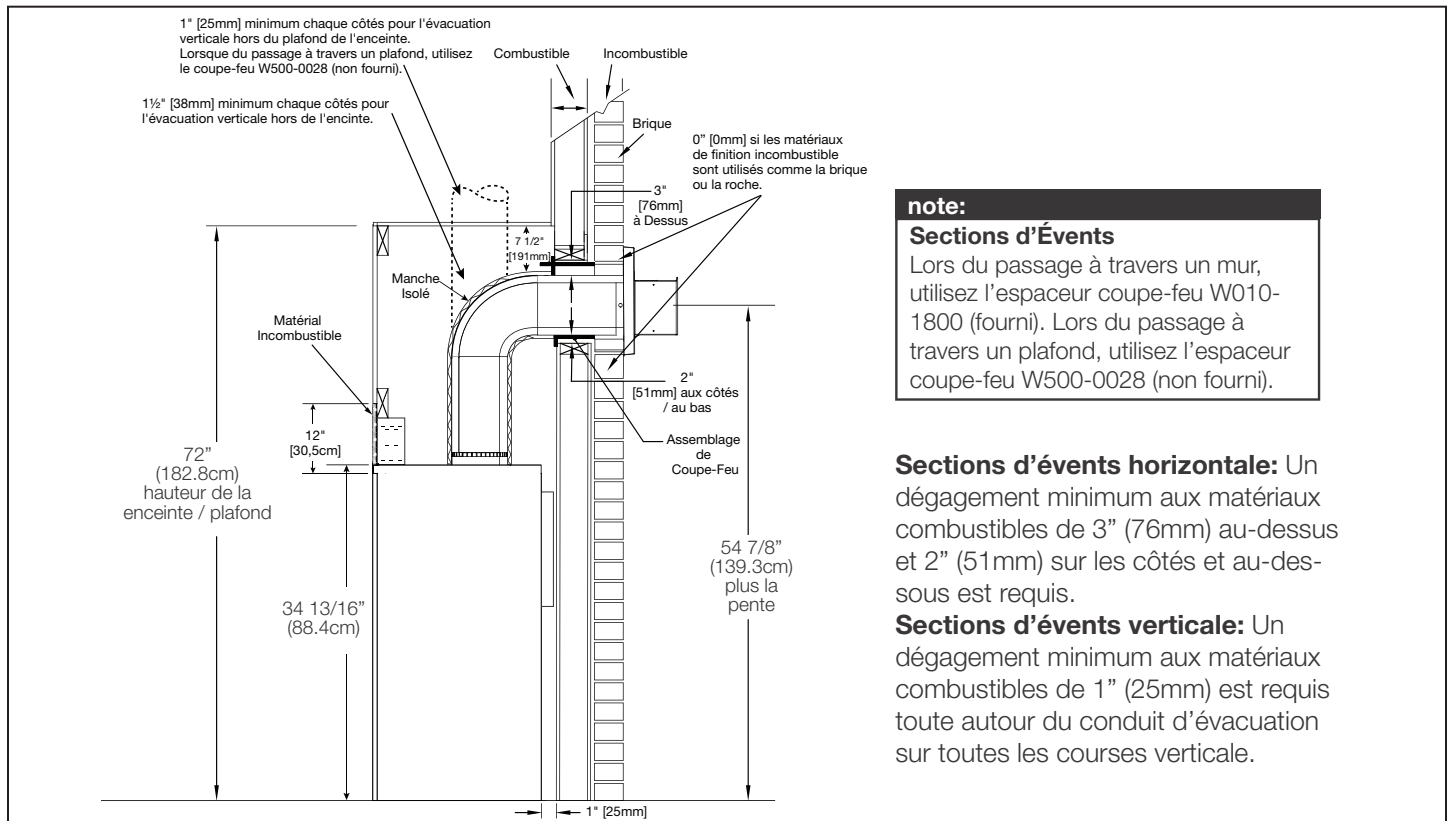 1" [25mm] minimum chaque côtés pour l'évacuation
verticale hors du plafond de l'enceinte.
Lorsque du passage à travers un plafond, utilisez
le coupe-feu W500-0028 (non fourni).
Combustible
Incombustible
1½" [38mm] minimum chaque côtés pour
l'évacuation verticale hors de l'encinte.
Brique
0" [0mm] si les matériaux
de finition incombustible
sont utilisés comme la brique
ou la roche.
3"
[76mm]
à Dessus
7 1/2"
[191mm]
Manche
Isolé
Matérial
Incombustible
2"
[51mm] aux côtés
/ au bas
12"
[30,5cm]
Assemblage
de
Coupe-Feu
72”
(182.8cm)
hauteur de la
enceinte / plafond
54 7/8”
(139.3cm)
plus la
pente
34 13/16”
(88.4cm)
1" [25mm]
note:
Sections d’Évents
Lors du passage à travers un mur,
utilisez l’espaceur coupe-feu W010-
1800 (fourni). Lors du passage à
travers un plafond, utilisez l’espaceur
coupe-feu W500-0028 (non fourni).
Sections d’évents horizontale: Un
dégagement minimum aux matériaux
combustibles de 3” (76mm) au-dessus
et 2” (51mm) sur les côtés et au-des-
sous est requis.
Sections d’évents verticale: Un
dégagement minimum aux matériaux
combustibles de 1” (25mm) est requis
toute autour du conduit d’évacuation
sur toutes les courses verticale.